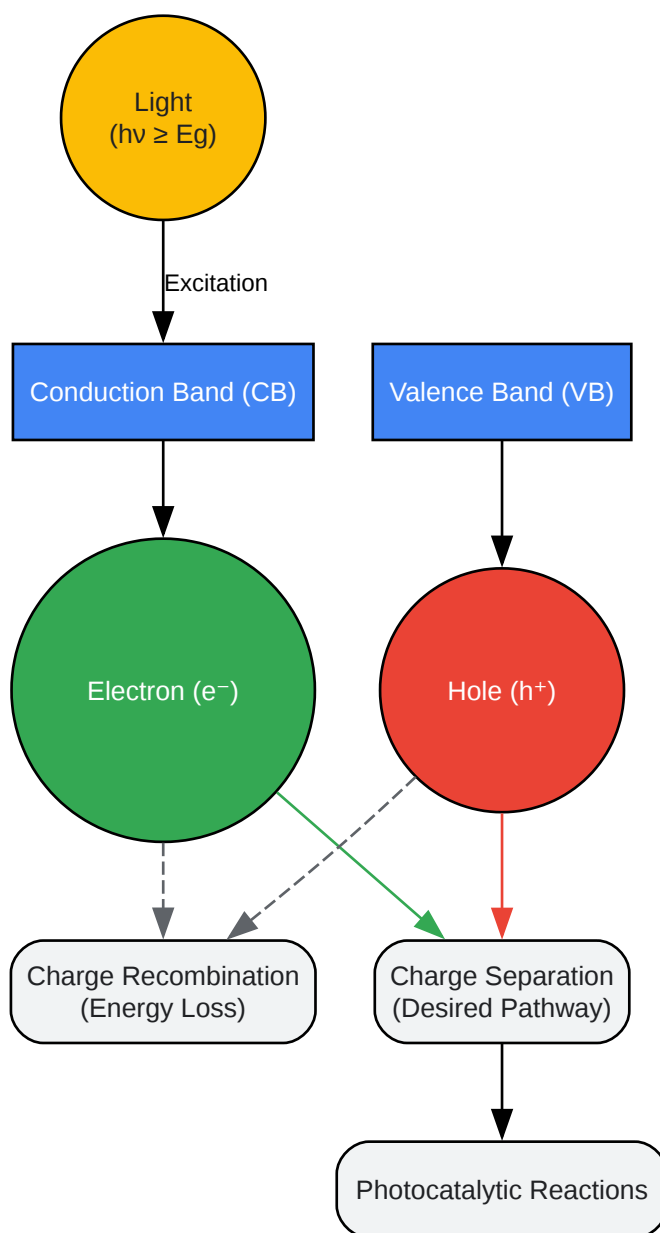 Light
(hν ≥ Eg)
Excitation
Conduction Band (CB)
Valence Band (VB)
Electron (e⁻)
Hole (h⁺)
Charge Recombination
(Energy Loss)
Charge Separation
(Desired Pathway)
Photocatalytic Reactions